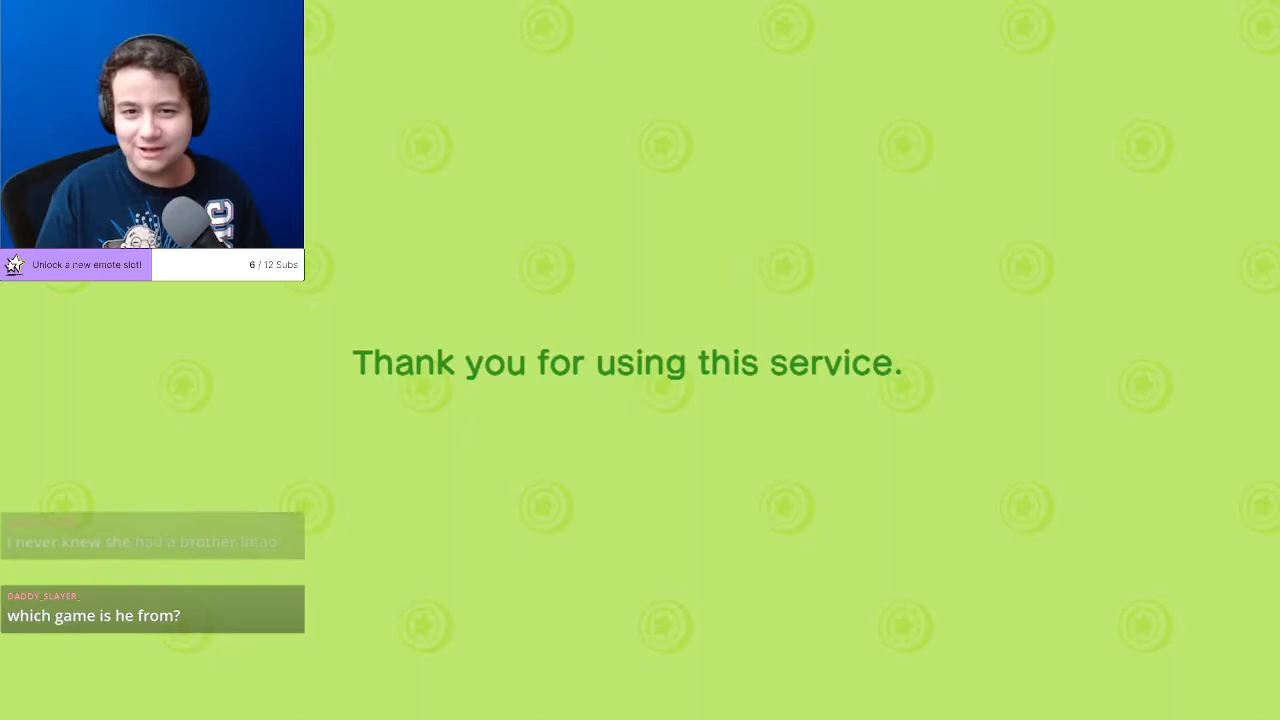 Unlock a new emote slot! 6 / 12 Subs
Thank you for using this service.
i never knew she had a brother lmao
DADDY_SLAYER_
which game is he from?